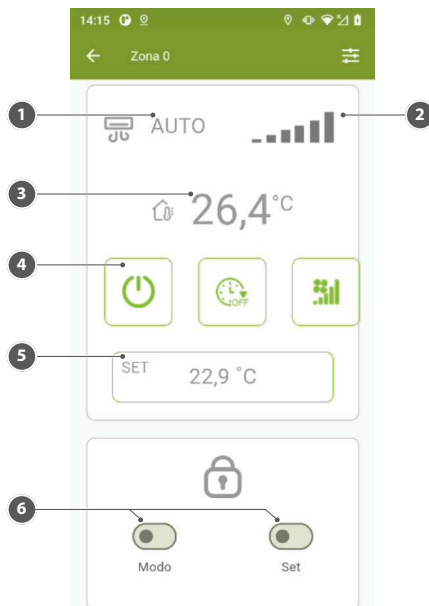 14:15
Zona 0
1
AUTO
2
3
26,4°C
4
OFF
5
SET
22,9 °C
6
Modo
Set